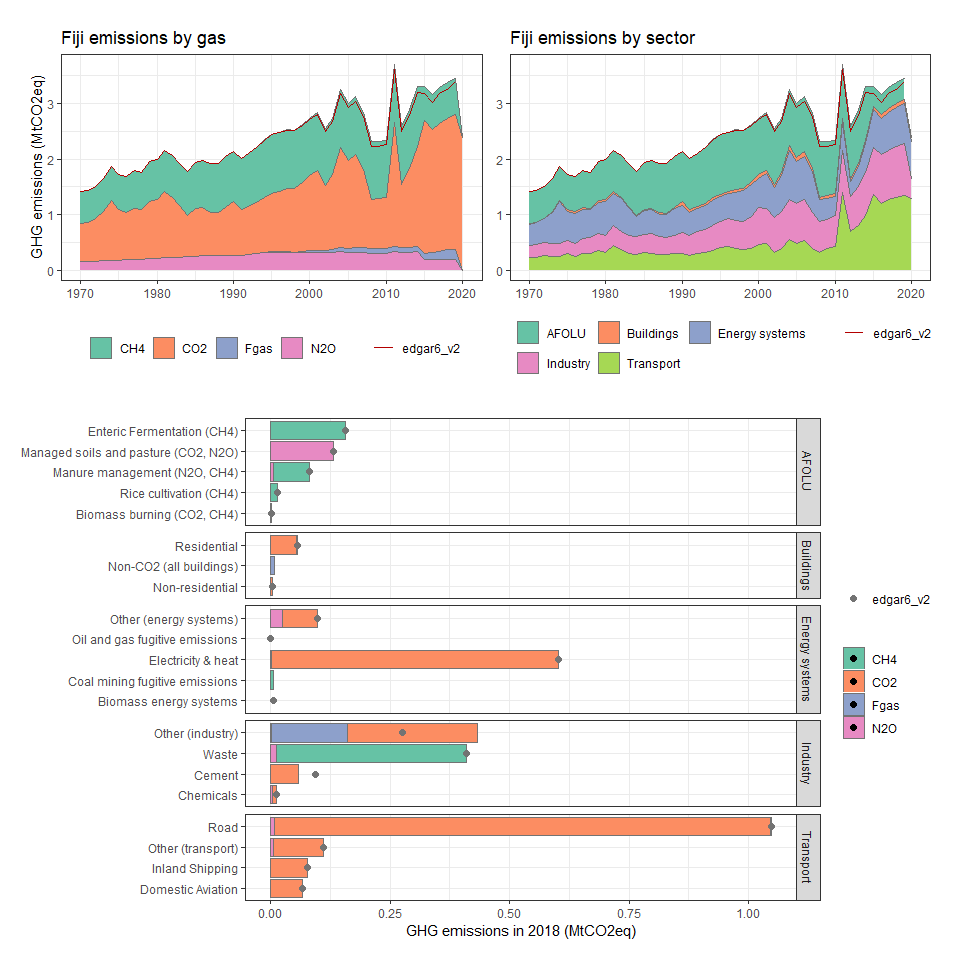 Fiji emissions by gas
Fiji emissions by sector
GHG emissions (MtCO2eq)
3
2
1
0
1970 1980 1990 2000 2010 2020
3
2
1
0
1970 1980 1990 2000 2010 2020
CH4 CO2 Fgas N2O edgar6_v2
AFOLU Buildings Energy systems edgar6_v2
Industry Transport
Enteric Fermentation (CH4)
Managed soils and pasture (CO2, N2O)
Manure management (N2O, CH4)
Rice cultivation (CH4)
Biomass burning (CO2, CH4)
AFOLU
Residential
Non-CO2 (all buildings)
Non-residential
Buildings
Other (energy systems)
Oil and gas fugitive emissions
Electricity & heat
Coal mining fugitive emissions
Biomass energy systems
Energy systems
Other (industry)
Waste
Cement
Chemicals
Industry
Road
Other (transport)
Inland Shipping
Domestic Aviation
Transport
0.00 0.25 0.50 0.75 1.00
GHG emissions in 2018 (MtCO2eq)
edgar6_v2
CH4
CO2
Fgas
N2O